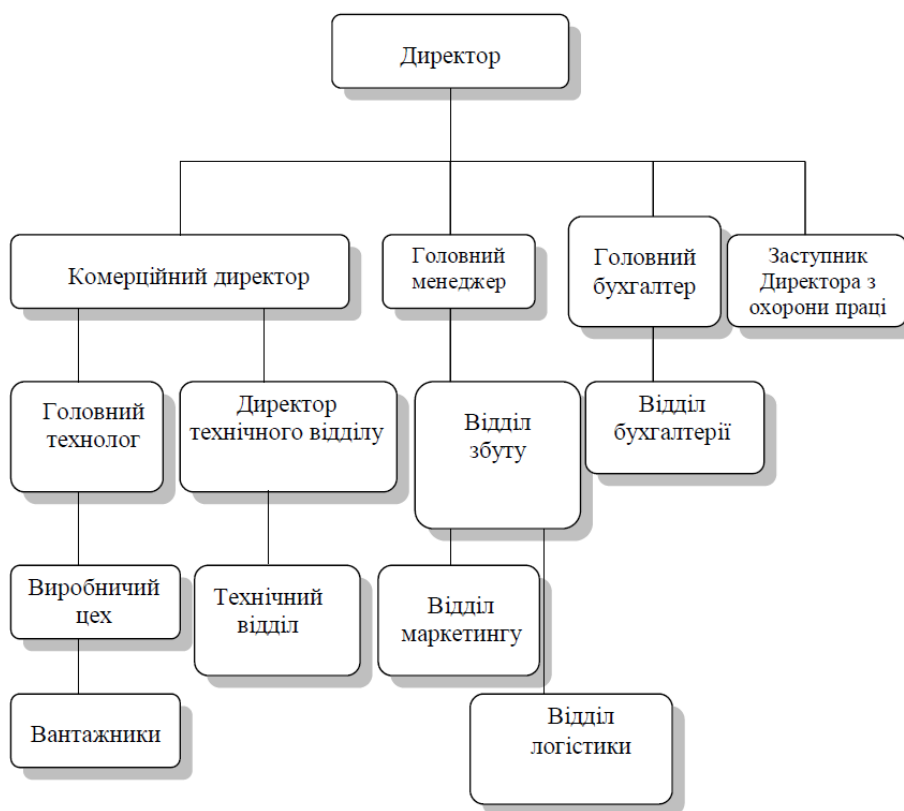 Директор
Комерційний директор
Головний
менеджер
Головний
бухгалтер
Заступник
Директора з
охорони праці
Головний
технолог
Директор
технічного відділу
Відділ
збуту
Відділ
бухгалтерії
Виробничий
цех
Технічний
відділ
Відділ
маркетингу
Вантажники
Відділ
логістики